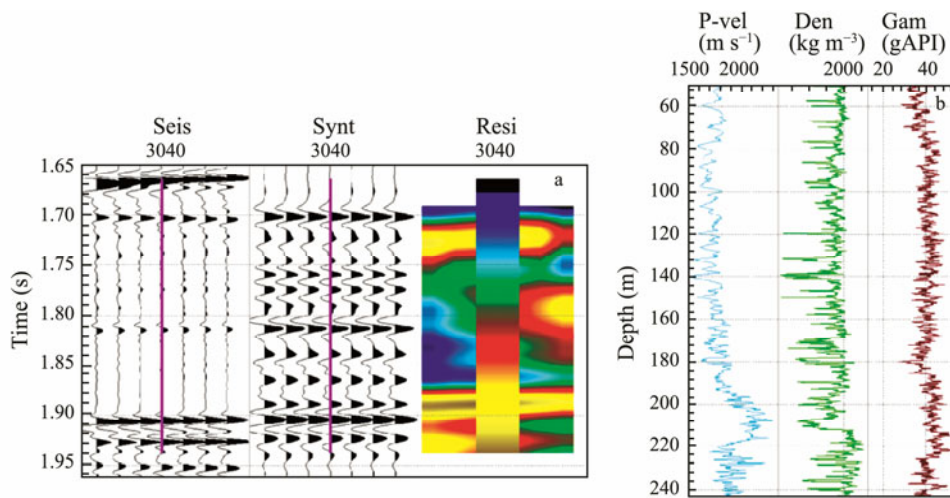 Seis Synt Resi
3040 3040 3040
a
Time (s)
1.65
1.70
1.75
1.80
1.85
1.90
1.95
P-vel Den Gam
(m s⁻¹) (kg m⁻³) (gAPI)
1500 2000 2000 20 40
b
Depth (m)
60
80
100
120
140
160
180
200
220
240